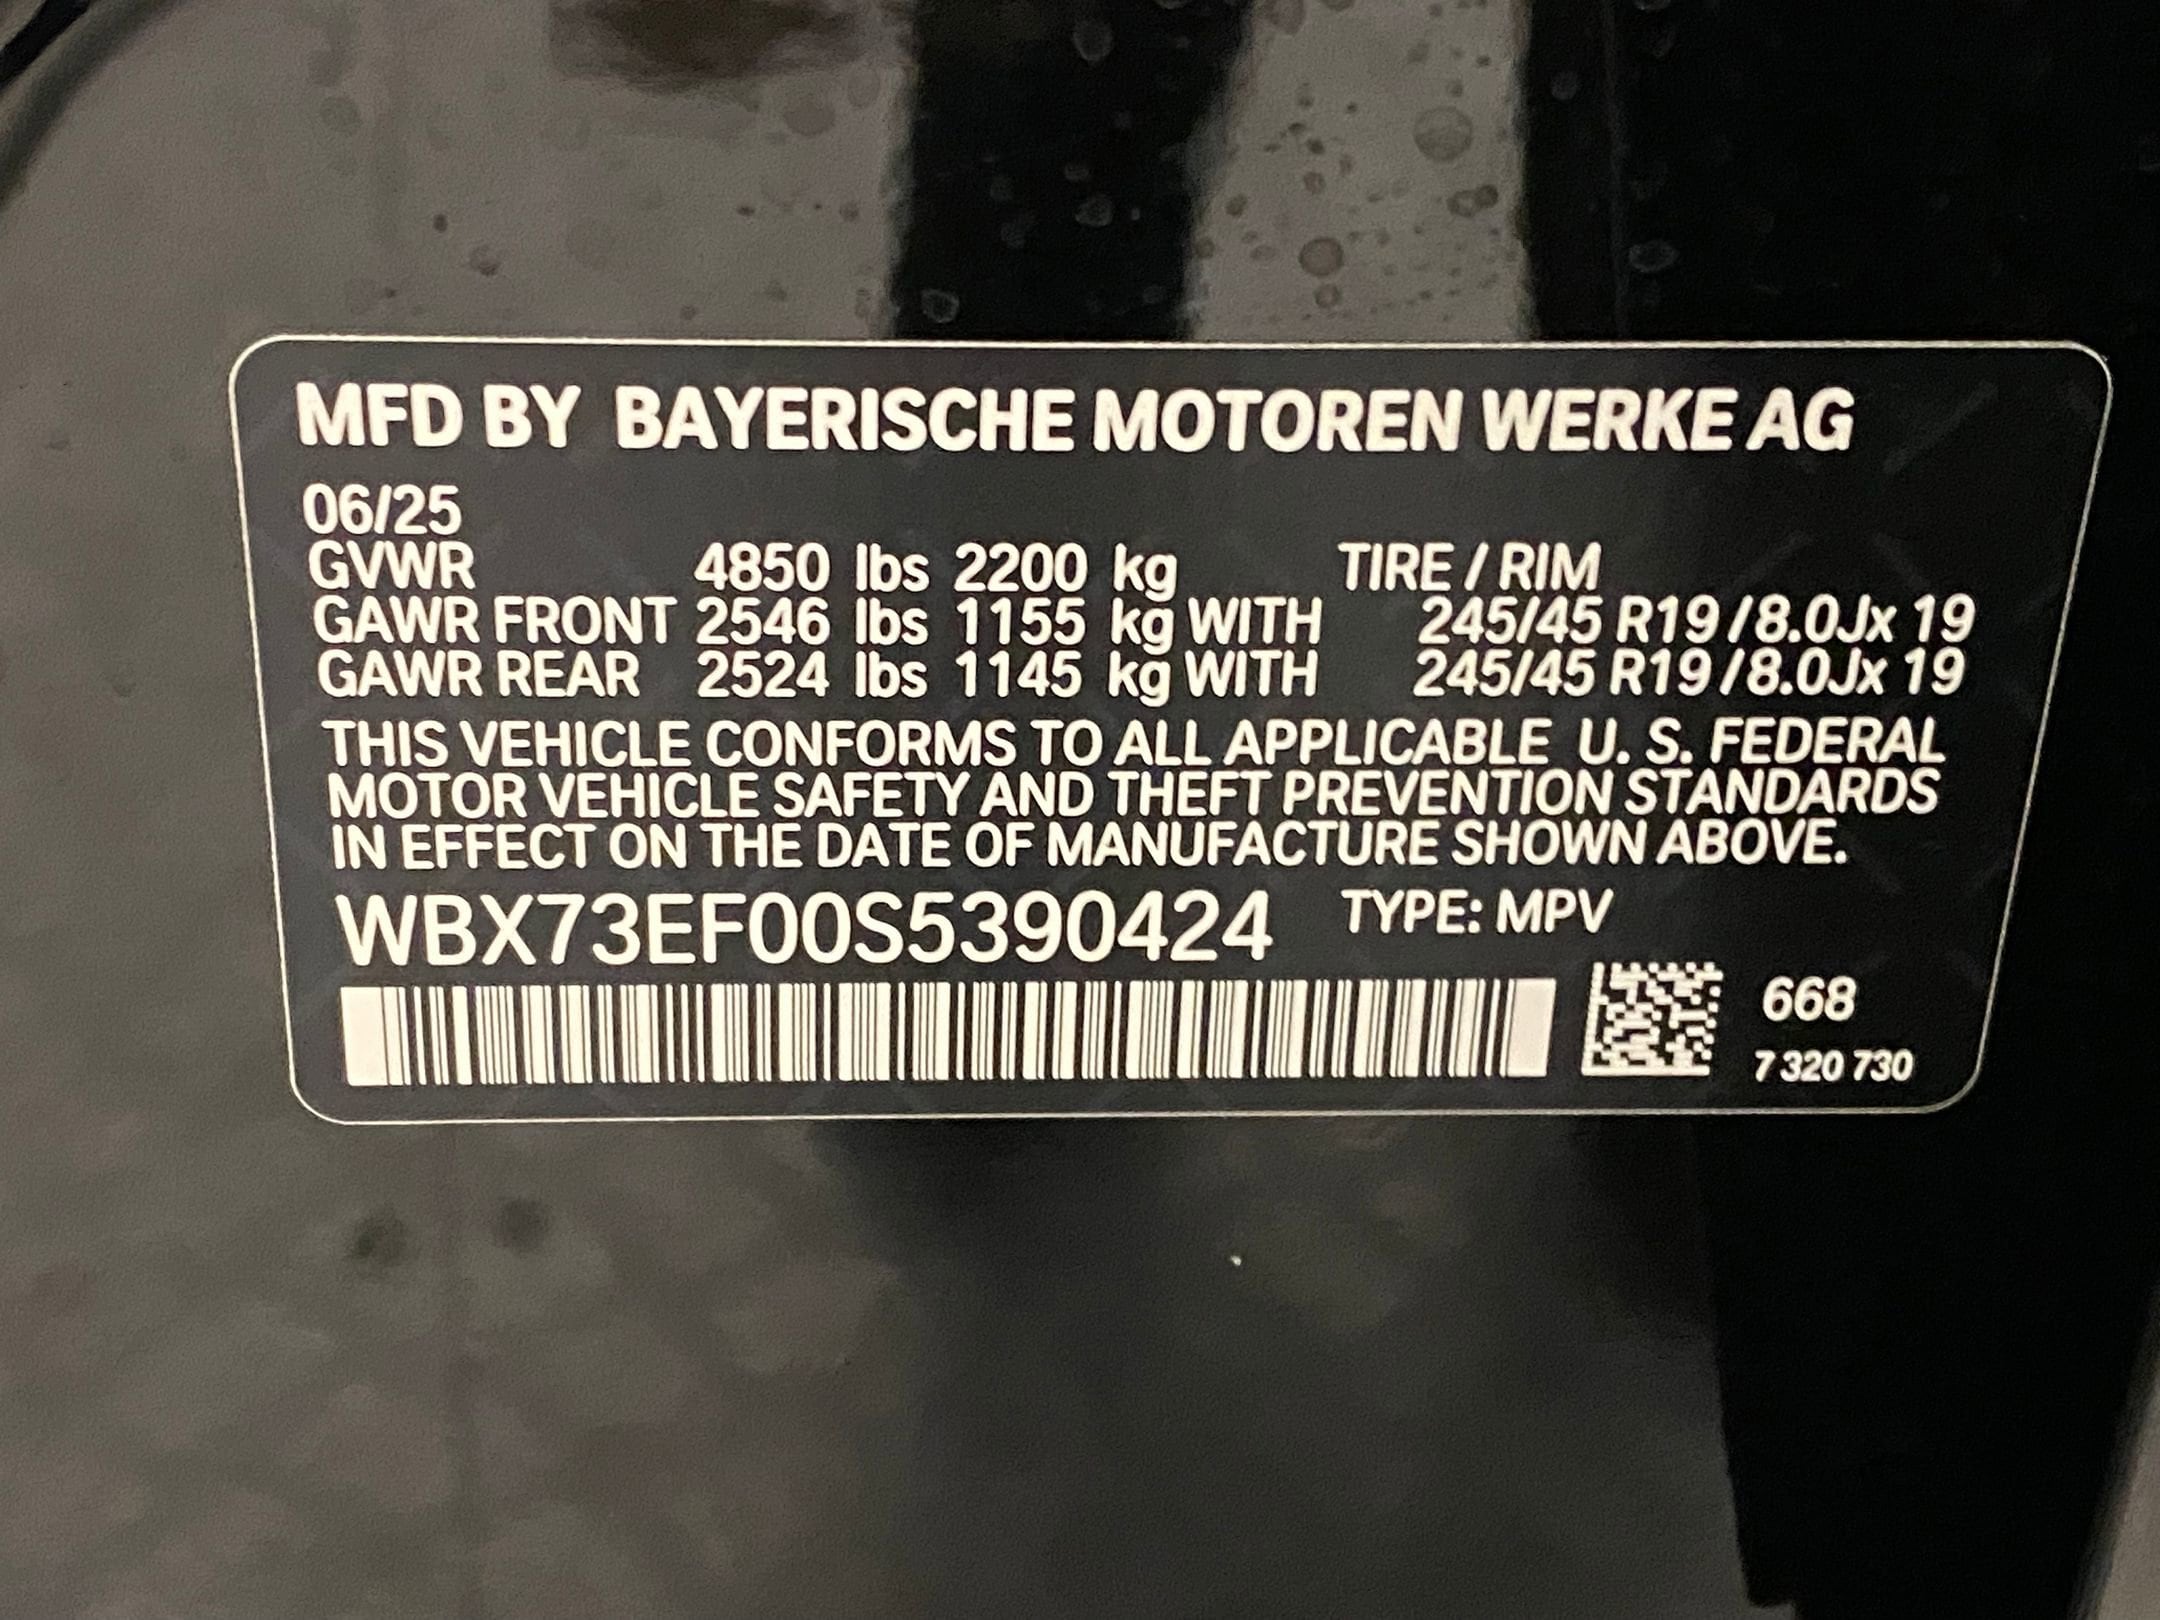 MFD BY BAYERISCHE MOTOREN WERKE AG
06/25
GVWR 4850 lbs 2200 kg TIRE / RIM
GAWR FRONT 2546 lbs 1155 kg WITH 245/45 R19 / 8.0Jx 19
GAWR REAR 2524 lbs 1145 kg WITH 245/45 R19 / 8.0Jx 19
THIS VEHICLE CONFORMS TO ALL APPLICABLE U. S. FEDERAL
MOTOR VEHICLE SAFETY AND THEFT PREVENTION STANDARDS
IN EFFECT ON THE DATE OF MANUFACTURE SHOWN ABOVE.
WBX73EF00S5390424 TYPE: MPV
668
7 320 730